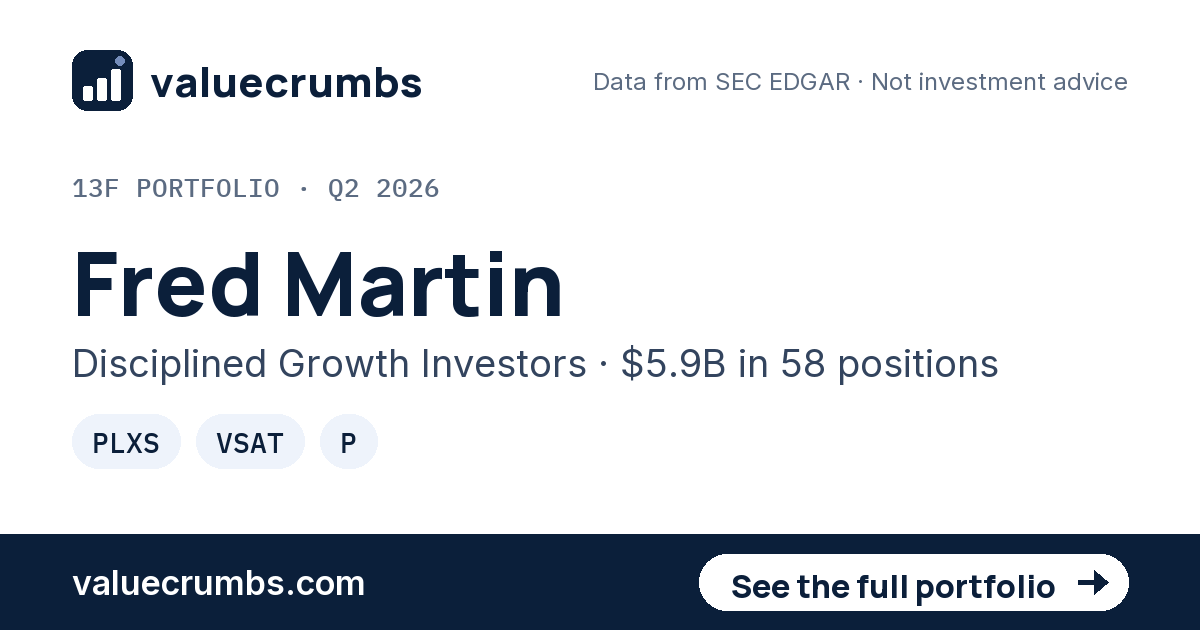 valuecrumbs
Data from SEC EDGAR · Not investment advice
13F PORTFOLIO · Q2 2026
Fred Martin
Disciplined Growth Investors · $5.9B in 58 positions
PLXS VSAT P
valuecrumbs.com
See the full portfolio →